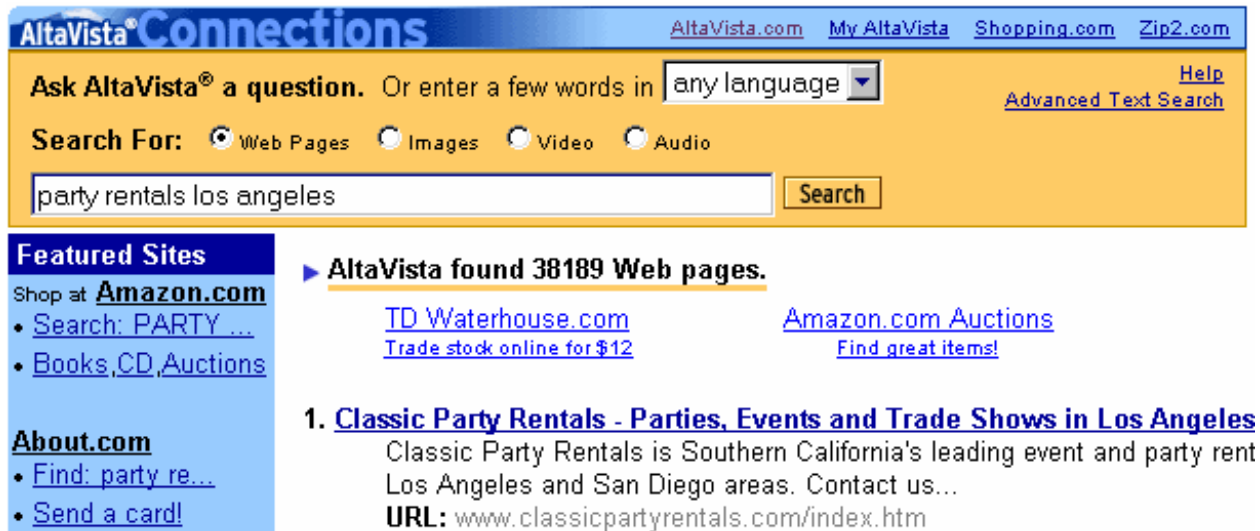 AltaVista® Connections AltaVista.com My AltaVista Shopping.com Zip2.com
Ask AltaVista® a question. Or enter a few words in any language Help
Advanced Text Search
Search For: Web Pages Images Video Audio
party rentals los angeles Search
Featured Sites
Shop at Amazon.com
• Search: PARTY ...
• Books,CD,Auctions
About.com
• Find: party re...
• Send a card!
AltaVista found 38189 Web pages.
TD Waterhouse.com Amazon.com Auctions
Trade stock online for $12 Find great items!
1. Classic Party Rentals - Parties, Events and Trade Shows in Los Angeles
Classic Party Rentals is Southern California's leading event and party rent
Los Angeles and San Diego areas. Contact us...
URL: www.classicpartyrentals.com/index.htm